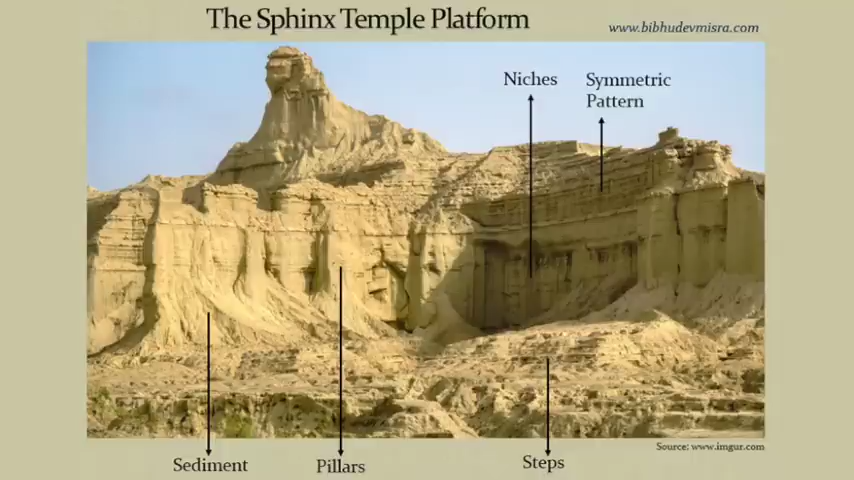 The Sphinx Temple Platform
www.bibhudevmisra.com
Niches
Symmetric
Pattern
Source: www.imgur.com
Sediment
Pillars
Steps